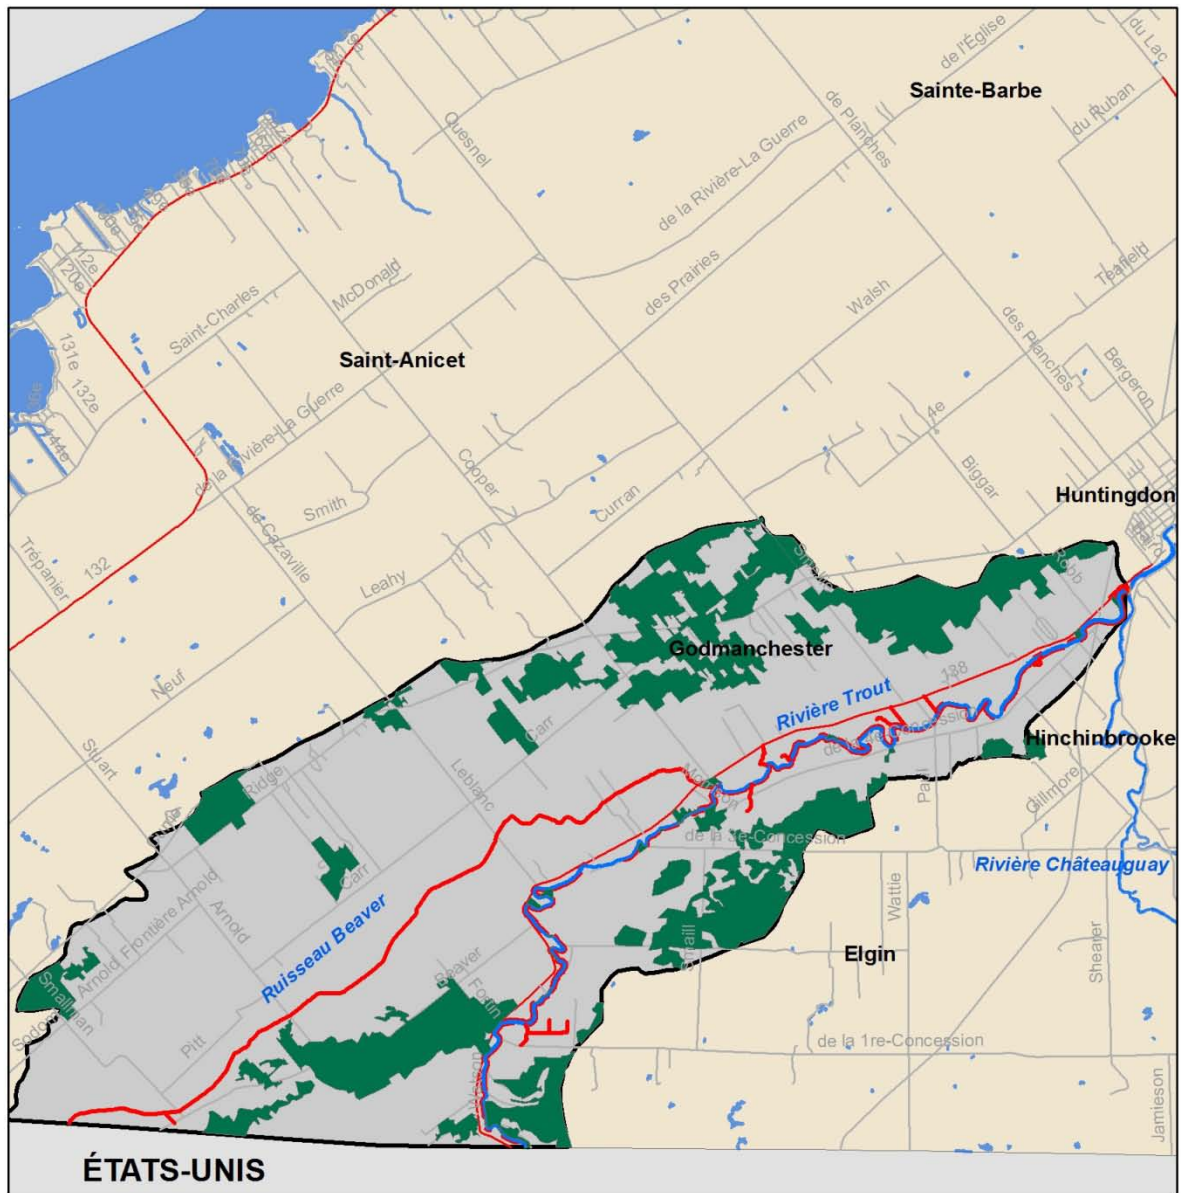 de l'Église
du Lac
Sainte-Barbe
du Ruban
Quesnel
de Planches
de la Rivière-La Guerre
McDonald
des Prairies
Walsh
Teafield
112e
120e
Saint-Charles
131e
132e
Saint-Anicet
des Planches
Bergeron
144e
de la Rivière-La Guerre
4e
Cooper
Biggar
Smith
Curran
Huntingdon
de Cazaville
Trépanier
132
Leahy
Robb
Godmanchester
Neuf
138
Rivière Trout
Carr
Hinchinbrooke
Stuart
Ridge
Leblanc
Gillmore
de la 3e-Concession
Carr
Rivière Châteauguay
Wattie
Arnold
Frontière Arnold
Arnold
Ruisseau Beaver
Smaill
Beaver
Elgin
Shearer
Smallman
Pitt
de la 1re-Concession
Jamieson
ÉTATS-UNIS